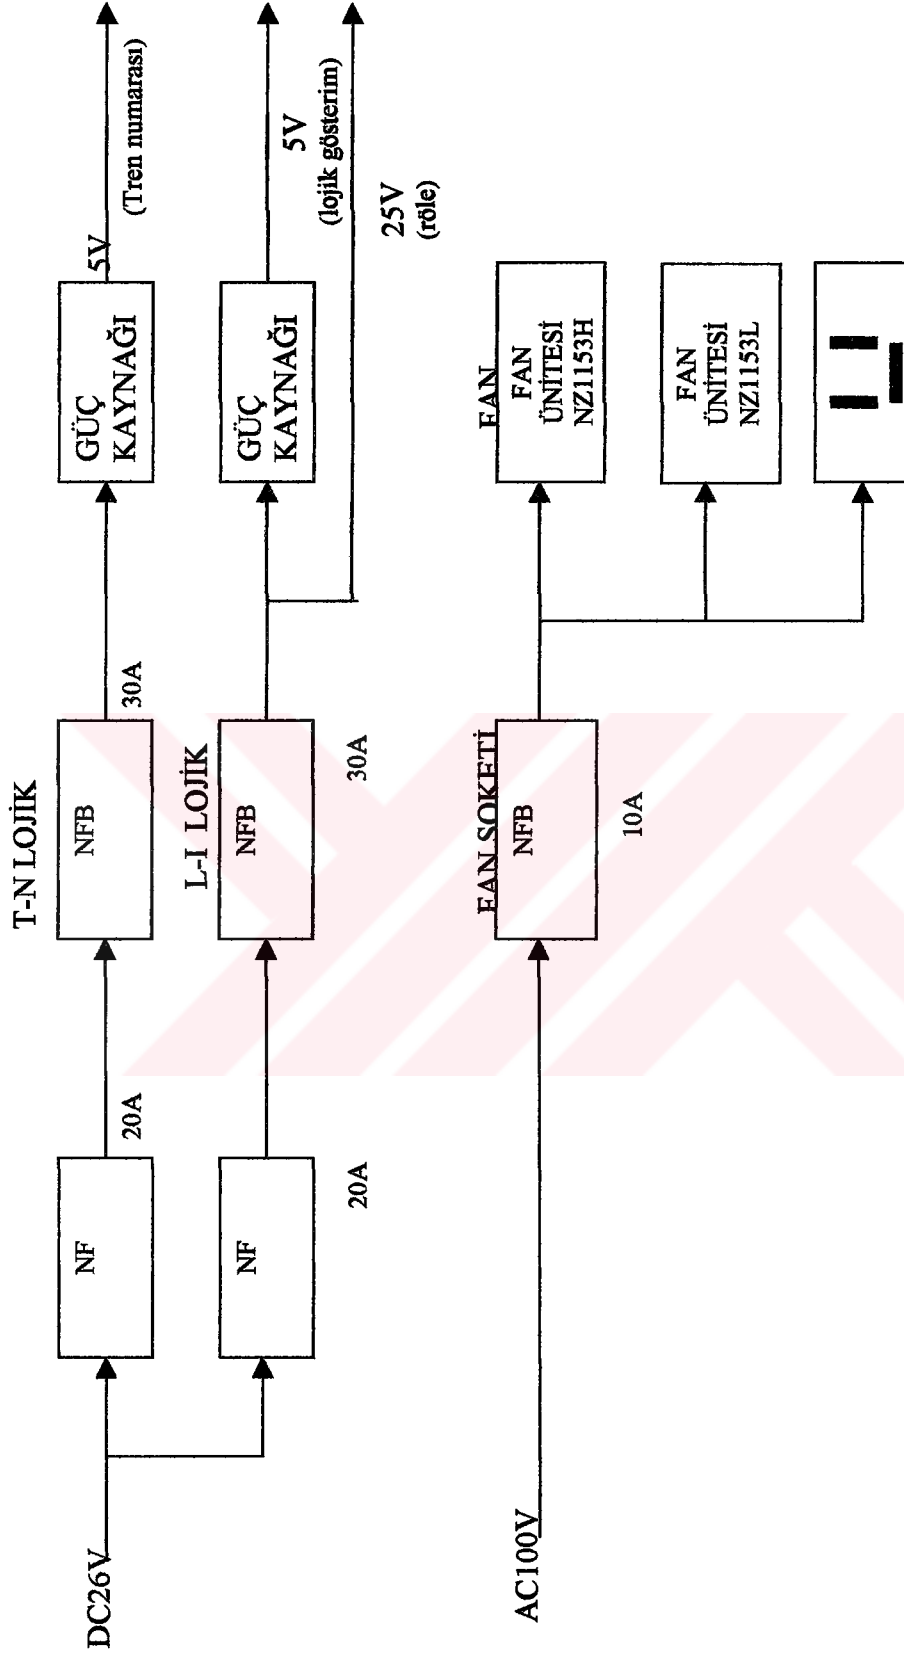 DC26V
NF
20A
T-N LOJİK
NFB
30A
GÜÇ
KAYNAĞI
5V
(Tren numarası)
NF
20A
L-I LOJİK
NFB
30A
GÜÇ
KAYNAĞI
5V
(lojik gösterim)
25V
(röle)
AC100V
FAN SOKETİ
NFB
10A
FAN
FAN
ÜNİTESİ
NZ1153H
FAN
ÜNİTESİ
NZ1153L